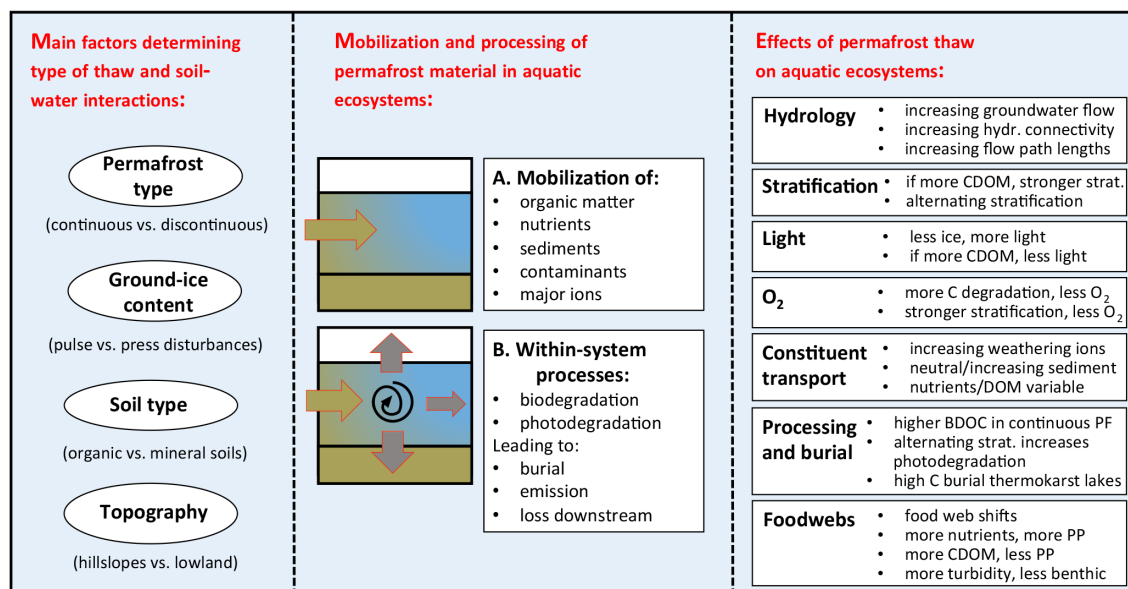 Main factors determining
type of thaw and soil-
water interactions:
Permafrost
type
(continuous vs. discontinuous)
Ground-ice
content
(pulse vs. press disturbances)
Soil type
(organic vs. mineral soils)
Topography
(hillslopes vs. lowland)
Mobilization and processing of
permafrost material in aquatic
ecosystems:
A. Mobilization of:
• organic matter
• nutrients
• sediments
• contaminants
• major ions
B. Within-system
processes:
• biodegradation
• photodegradation
Leading to:
• burial
• emission
• loss downstream
Effects of permafrost thaw
on aquatic ecosystems:
Hydrology
• increasing groundwater flow
• increasing hydr. connectivity
• increasing flow path lengths
Stratification
• if more CDOM, stronger strat.
• alternating stratification
Light
• less ice, more light
• if more CDOM, less light
O₂
• more C degradation, less O₂
• stronger stratification, less O₂
Constituent
transport
• increasing weathering ions
• neutral/increasing sediment
• nutrients/DOM variable
Processing
and burial
• higher BDOC in continuous PF
• alternating strat. increases
photodegradation
• high C burial thermokarst lakes
Foodwebs
• food web shifts
• more nutrients, more PP
• more CDOM, less PP
• more turbidity, less benthic